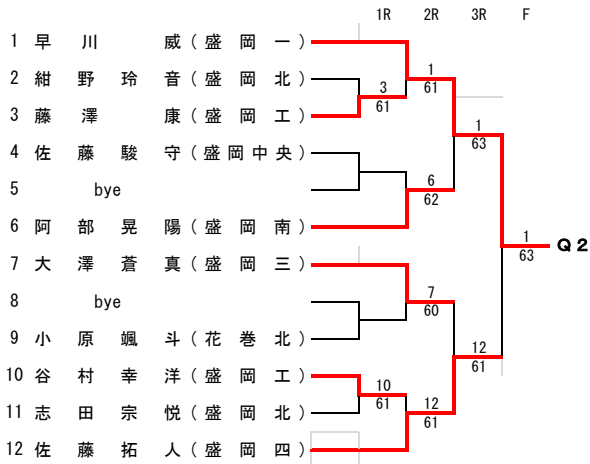 1R 2R 3R F
1 早川 威(盛岡一)
2 紺野玲音(盛岡北)
3 藤澤 康(盛岡工)
4 佐藤駿守(盛岡中央)
5 bye
6 阿部晃陽(盛岡南)
7 大澤蒼真(盛岡三)
8 bye
9 小原颯斗(花巻北)
10 谷村幸洋(盛岡工)
11 志田宗悦(盛岡北)
12 佐藤拓人(盛岡四)
3
61
10
61
1
61
6
62
7
60
12
61
1
63
12
61
1
63
Q2